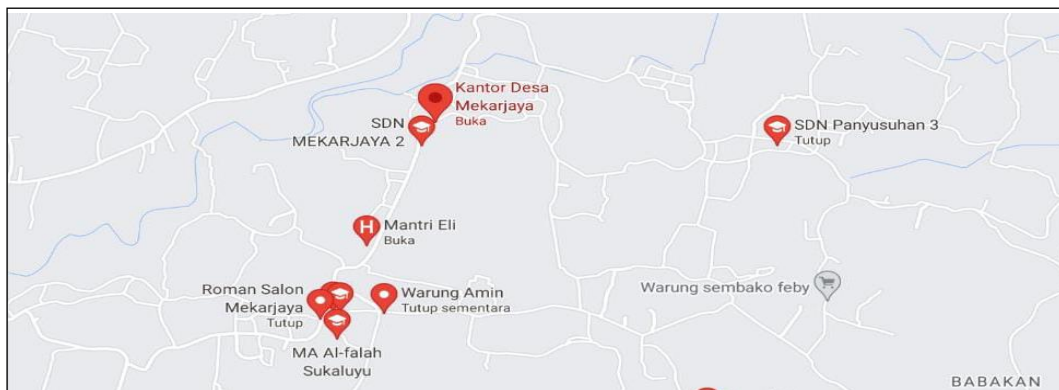 Kantor Desa
Mekarjaya
Buka
SDN
MEKARJAYA 2
SDN Panyusuhan 3
Tutup
H
Mantri Eli
Buka
Warung sembako feby
Roman Salon
Mekarjaya
Tutup
Warung Amin
Tutup sementara
MA Al-falah
Sukaluyu
BABAKAN